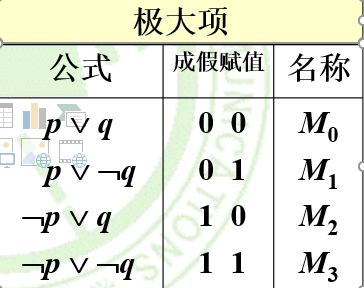 极大项
公式 成假赋值 名称
p ∨ q 0 0 M₀
p ∨ ¬q 0 1 M₁
¬p ∨ q 1 0 M₂
¬p ∨ ¬q 1 1 M₃